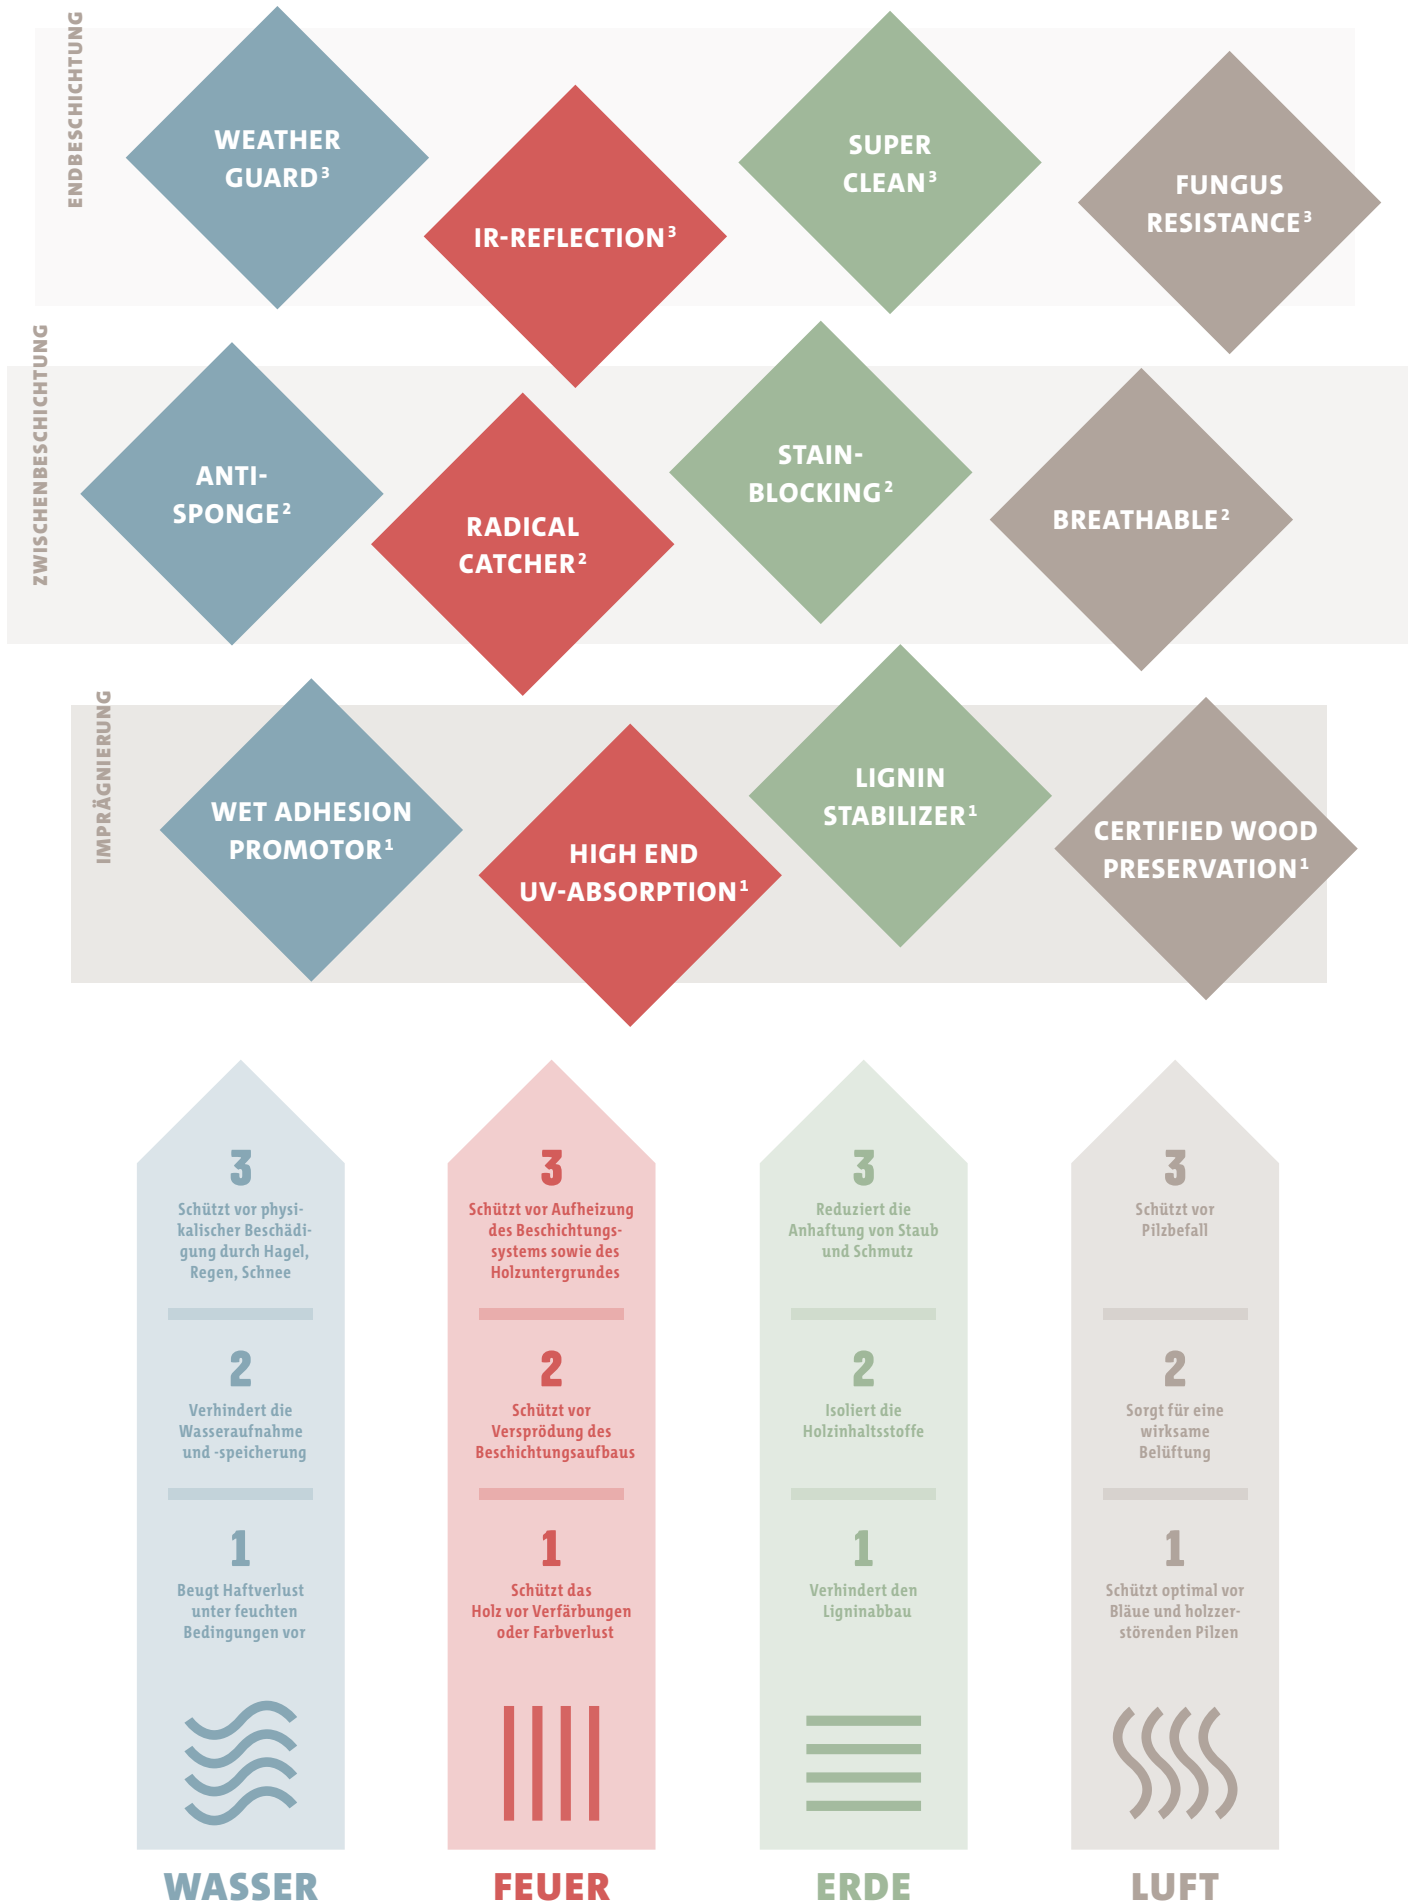 ENDBESCHICHTUNG
WEATHER
GUARD³
IR-REFLECTION³
SUPER
CLEAN³
FUNGUS
RESISTANCE³
ZWISCHENBESCHICHTUNG
ANTI-
SPONGE²
RADICAL
CATCHER²
STAIN-
BLOCKING²
BREATHABLE²
IMPRÄGNIERUNG
WET ADHESION
PROMOTOR¹
HIGH END
UV-ABSORPTION¹
LIGNIN
STABILIZER¹
CERTIFIED WOOD
PRESERVATION¹
3
Schützt vor physi-
kalischer Beschädi-
gung durch Hagel,
Regen, Schnee
2
Verhindert die
Wasseraufnahme
und -speicherung
1
Beugt Haftverlust
unter feuchten
Bedingungen vor
WASSER
3
Schützt vor Aufheizung
des Beschichtungs-
systems sowie des
Holzuntergrundes
2
Schützt vor
Versprödung des
Beschichtungsaufbaus
1
Schützt das
Holz vor Verfärbungen
oder Farbverlust
FEUER
3
Reduziert die
Anhaftung von Staub
und Schmutz
2
Isoliert die
Holzinhaltsstoffe
1
Verhindert den
Ligninabbau
ERDE
3
Schützt vor
Pilzbefall
2
Sorgt für eine
wirksame
Belüftung
1
Schützt optimal vor
Bläue und holzzer-
störenden Pilzen
LUFT